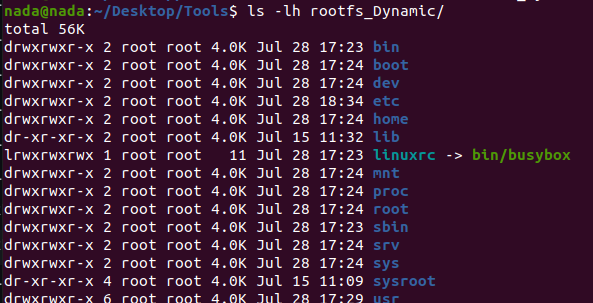 nada@nada:~/Desktop/Tools$ ls -lh rootfs_Dynamic/
total 56K
drwxrwxr-x 2 root root 4.0K Jul 28 17:23 bin
drwxrwxr-x 2 root root 4.0K Jul 28 17:24 boot
drwxrwxr-x 2 root root 4.0K Jul 28 17:24 dev
drwxrwxr-x 2 root root 4.0K Jul 28 18:34 etc
drwxrwxr-x 2 root root 4.0K Jul 28 17:24 home
dr-xr-xr-x 2 root root 4.0K Jul 15 11:32 lib
lrwxrwxrwx 1 root root   11 Jul 28 17:23 linuxrc -> bin/busybox
drwxrwxr-x 2 root root 4.0K Jul 28 17:24 mnt
drwxrwxr-x 2 root root 4.0K Jul 28 17:24 proc
drwxrwxr-x 2 root root 4.0K Jul 28 17:24 root
drwxrwxr-x 2 root root 4.0K Jul 28 17:23 sbin
drwxrwxr-x 2 root root 4.0K Jul 28 17:24 srv
drwxrwxr-x 2 root root 4.0K Jul 28 17:24 sys
dr-xr-xr-x 4 root root 4.0K Jul 15 11:09 sysroot
drwxrwxr-x 6 root root 4.0K Jul 28 17:29 usr